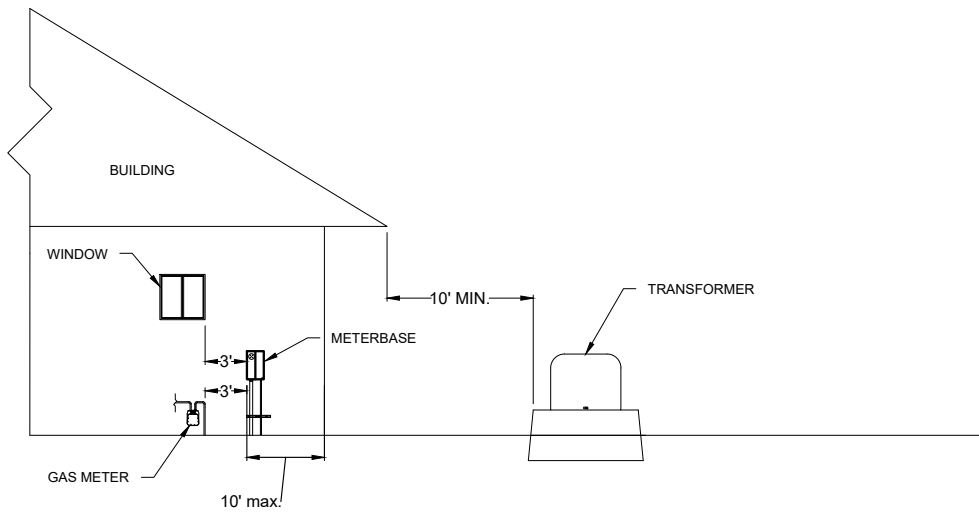 BUILDING
WINDOW
10' MIN.
TRANSFORMER
METERBASE
3'
3'
GAS METER
10' max.